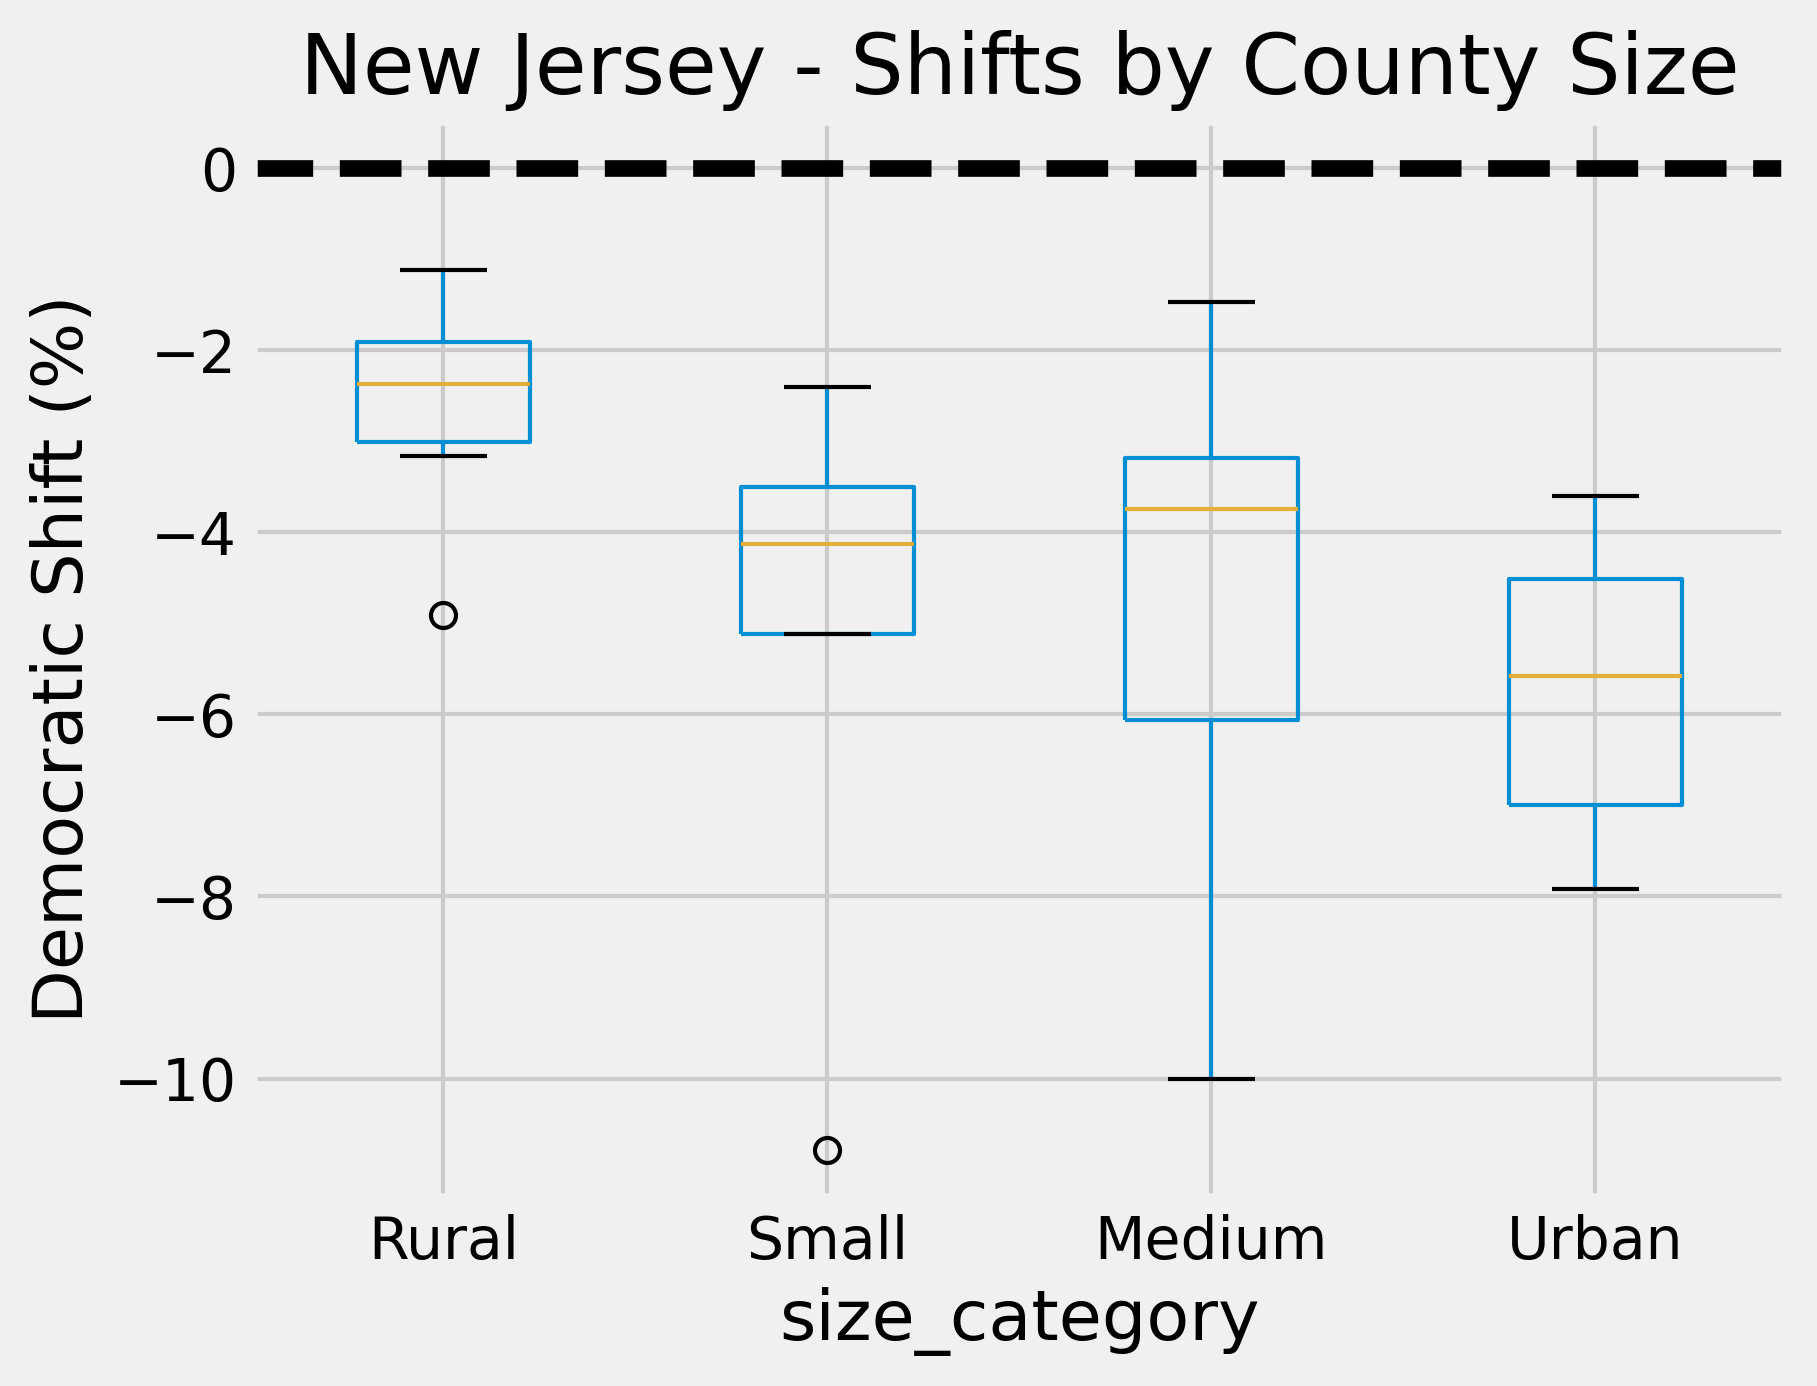 New Jersey - Shifts by County Size
Democratic Shift (%)
0
−2
−4
−6
−8
−10
Rural Small Medium Urban
size_category